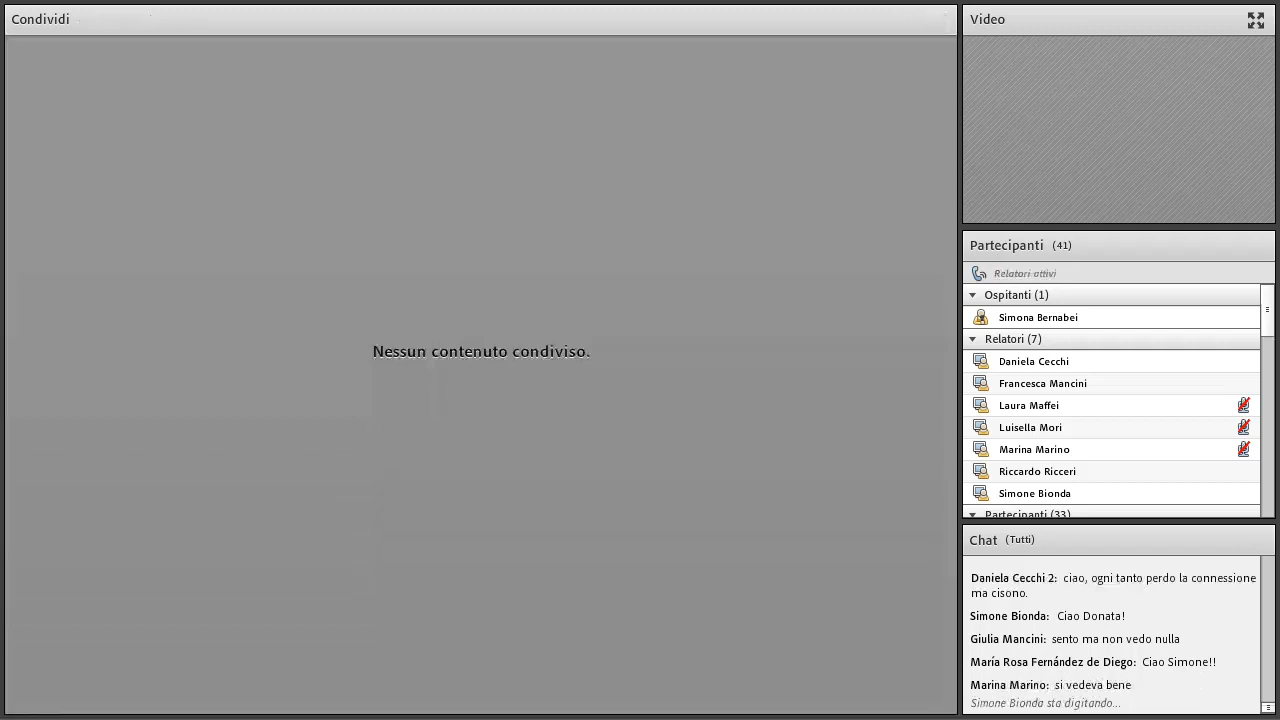 Condividi
Nessun contenuto condiviso.
Video
Partecipanti (41)
Relatori attivi
Ospitanti (1)
Simona Bernabei
Relatori (7)
Daniela Cecchi
Francesca Mancini
Laura Maffei
Luisella Mori
Marina Marino
Riccardo Ricceri
Simone Bionda
Partecipanti (33)
Chat (Tutti)
Daniela Cecchi 2: ciao, ogni tanto perdo la connessione
ma cisono.
Simone Bionda: Ciao Donata!
Giulia Mancini: sento ma non vedo nulla
María Rosa Fernández de Diego: Ciao Simone!!
Marina Marino: si vedeva bene
Simone Bionda sta digitando...